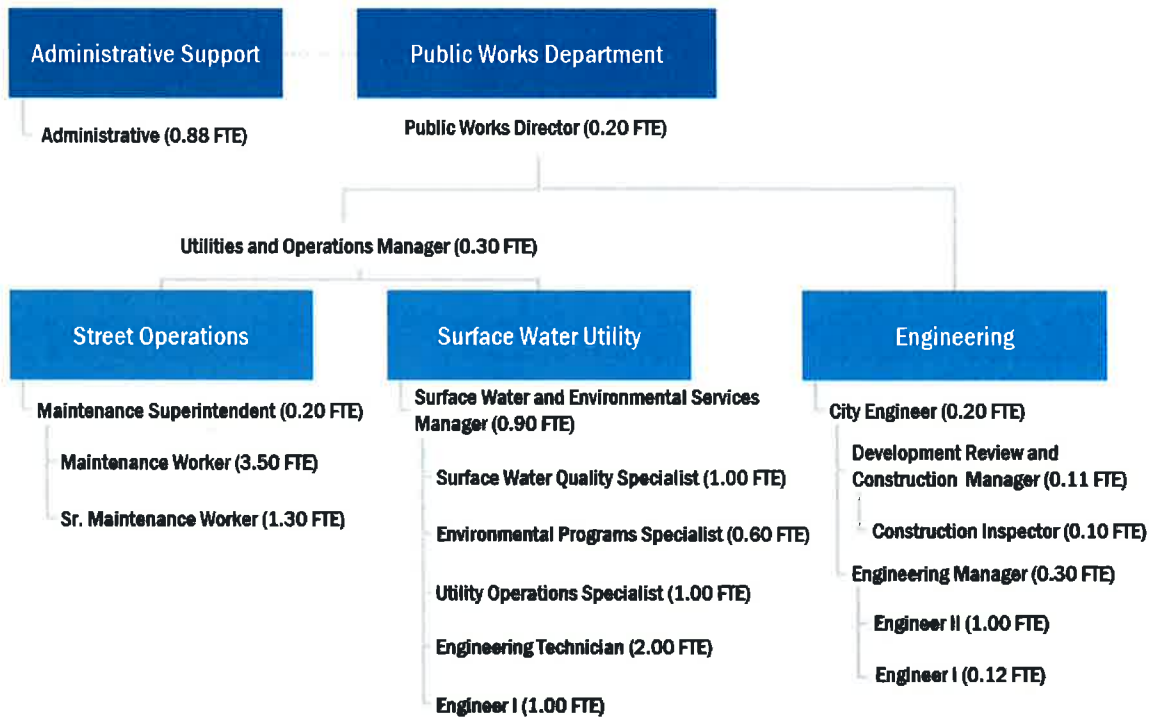 Administrative Support
Public Works Department
Administrative (0.88 FTE)
Public Works Director (0.20 FTE)
Utilities and Operations Manager (0.30 FTE)
Street Operations
Maintenance Superintendent (0.20 FTE)
Maintenance Worker (3.50 FTE)
Sr. Maintenance Worker (1.30 FTE)
Surface Water Utility
Surface Water and Environmental Services
Manager (0.90 FTE)
Surface Water Quality Specialist (1.00 FTE)
Environmental Programs Specialist (0.60 FTE)
Utility Operations Specialist (1.00 FTE)
Engineering Technician (2.00 FTE)
Engineer I (1.00 FTE)
Engineering
City Engineer (0.20 FTE)
Development Review and
Construction Manager (0.11 FTE)
Construction Inspector (0.10 FTE)
Engineering Manager (0.30 FTE)
Engineer II (1.00 FTE)
Engineer I (0.12 FTE)